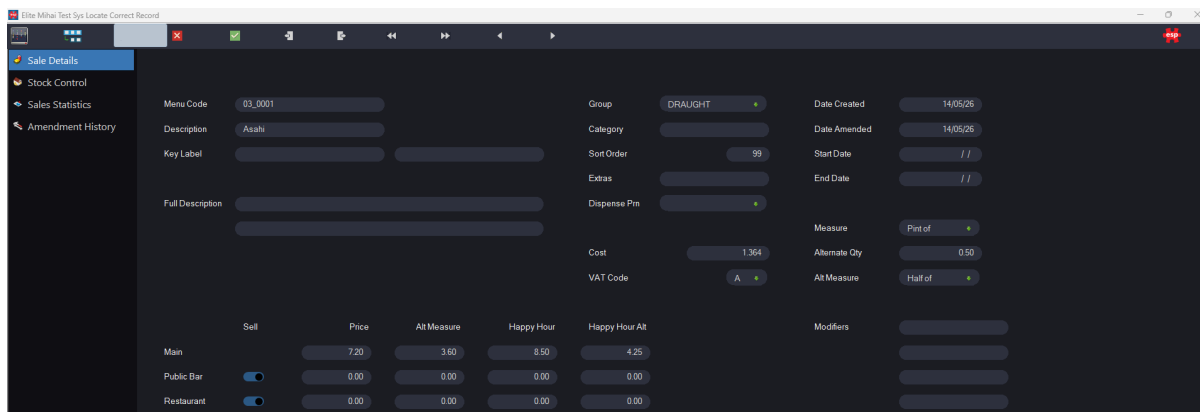 Elite Mihai Test Sys Locate Correct Record
esp
Sale Details
Stock Control
Sales Statistics
Amendment History
Menu Code 03_0001 Group DRAUGHT Date Created 14/05/26
Description Asahi Category Date Amended 14/05/26
Key Label Sort Order 99 Start Date / /
Extras End Date / /
Full Description Dispense Prn
Measure Pint of
Cost 1.364 Alternate Qty 0.50
VAT Code A Alt Measure Half of
Sell Price Alt Measure Happy Hour Happy Hour Alt Modifiers
Main 7.20 3.60 8.50 4.25
Public Bar 0.00 0.00 0.00 0.00
Restaurant 0.00 0.00 0.00 0.00